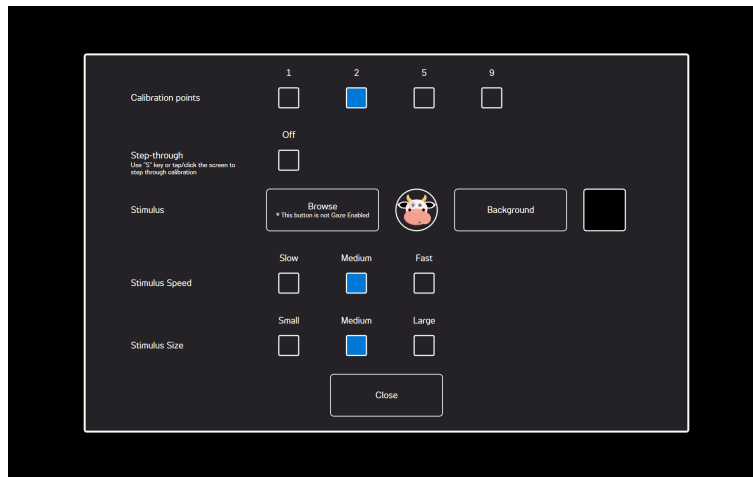 1 2 5 9
Calibration points
Off
Step-through
Use "S" key or tap/click the screen to
step through calibration
Stimulus
Browse
* This button is not Gaze Enabled
Background
Slow Medium Fast
Stimulus Speed
Small Medium Large
Stimulus Size
Close